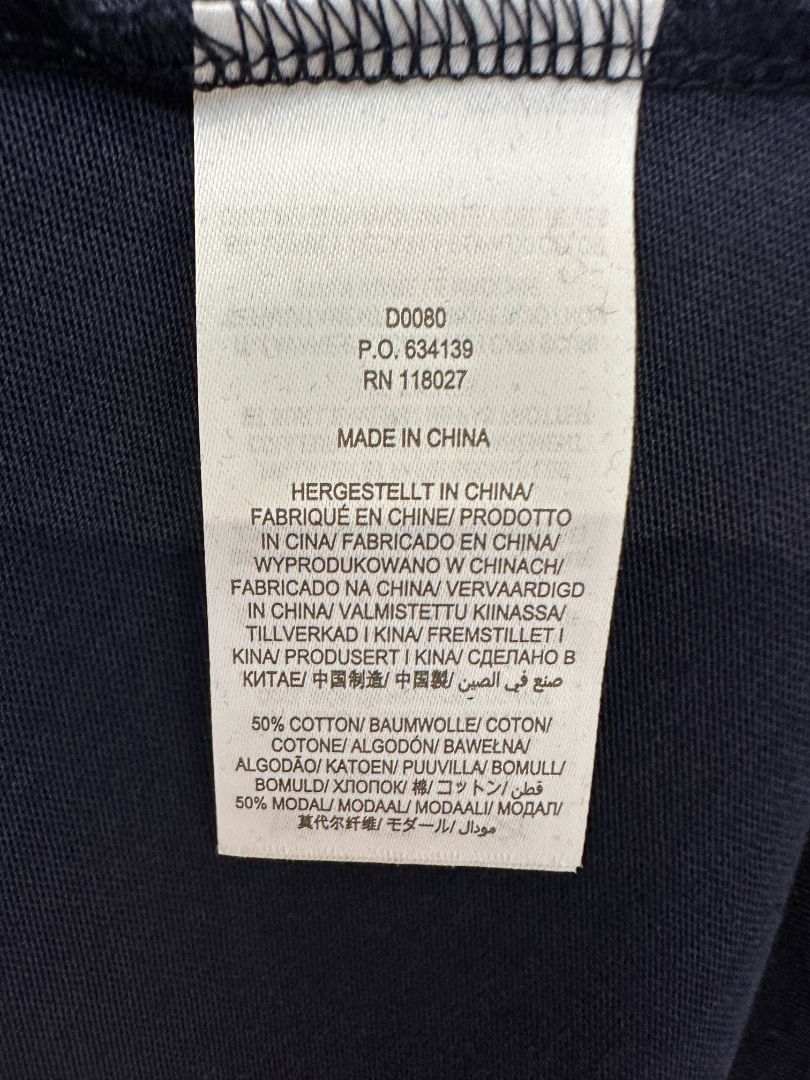 D0080
P.O. 634139
RN 118027
MADE IN CHINA
HERGESTELLT IN CHINA/
FABRIQUÉ EN CHINE/ PRODOTTO
IN CINA/ FABRICADO EN CHINA/
WYPRODUKOWANO W CHINACH/
FABRICADO NA CHINA/ VERVAARDIGD
IN CHINA/ VALMISTETTU KIINASSA/
TILLVERKAD I KINA/ FREMSTILLET I
KINA/ PRODUSERT I KINA/ СДЕЛАНО В
КИТАЕ/ 中国制造/ 中国製/ صنع في الصين
50% COTTON/ BAUMWOLLE/ COTON/
COTONE/ ALGODÓN/ BAWEŁNA/
ALGODÃO/ KATOEN/ PUUVILLA/ BOMULL/
BOMULD/ ХЛОПОК/ 棉/ コットン/ قطن/
50% MODAL/ MODAAL/ MODAALI/ МОДАЛ/
莫代尔纤维/ モダール/ مودال